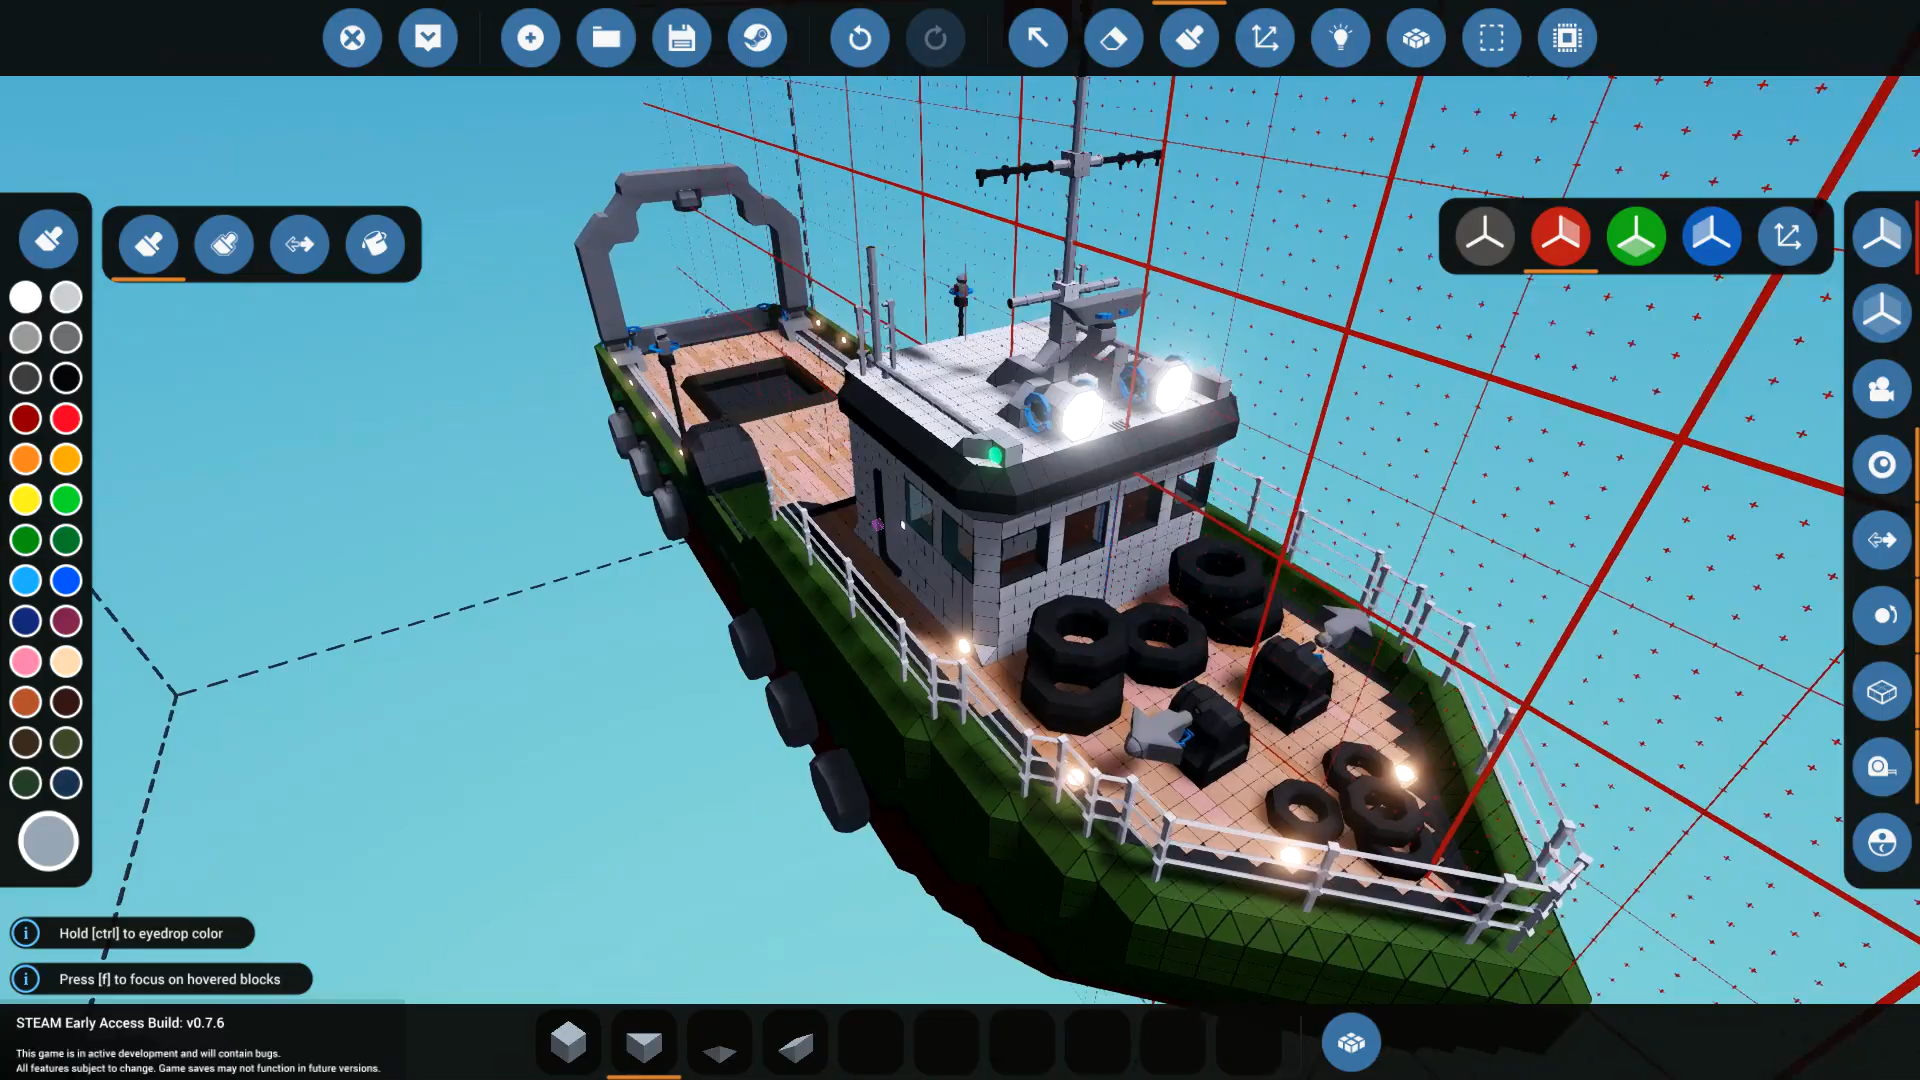 Hold [ctrl] to eyedrop color
Press [f] to focus on hovered blocks
STEAM Early Access Build: v0.7.6
This game is in active development and will contain bugs.
All features subject to change. Game saves may not function in future versions.